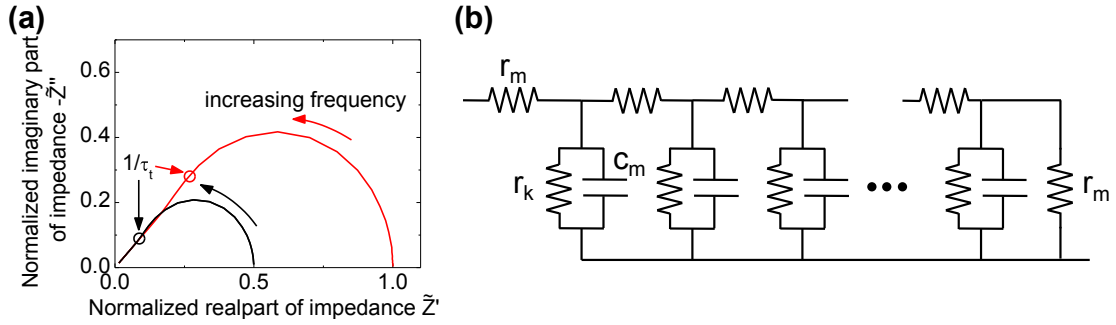 (a)
Normalized imaginary part
of impedance -Z̃"
0.6
0.4
0.2
0.0
increasing frequency
1/τt
0.0 0.5 1.0
Normalized realpart of impedance Z̃'
(b)
rm
rk
cm
rm